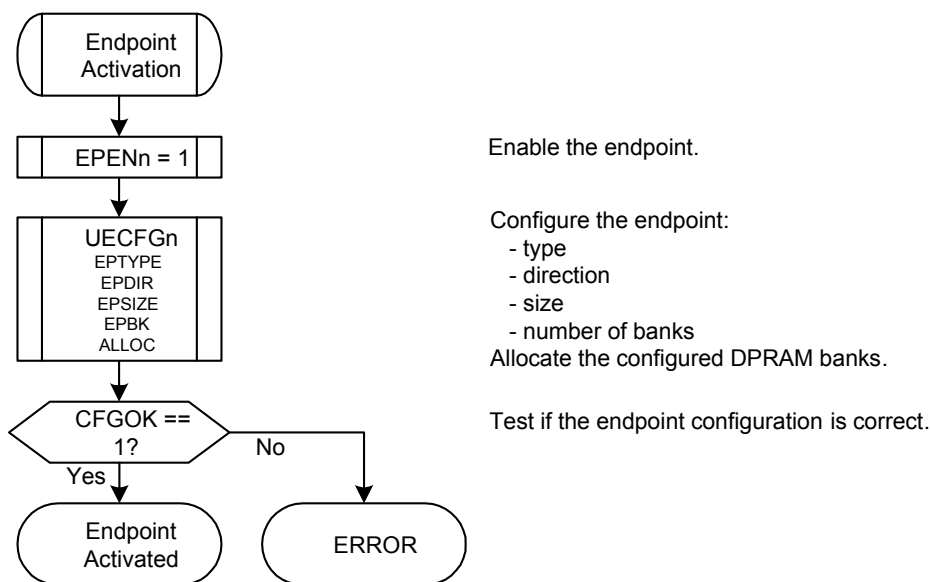 Endpoint
Activation
EPENn = 1
Enable the endpoint.
UECFGn
EPTYPE
EPDIR
EPSIZE
EPBK
ALLOC
Configure the endpoint:
- type
- direction
- size
- number of banks
Allocate the configured DPRAM banks.
CFGOK ==
1?
Test if the endpoint configuration is correct.
No
Yes
Endpoint
Activated
ERROR